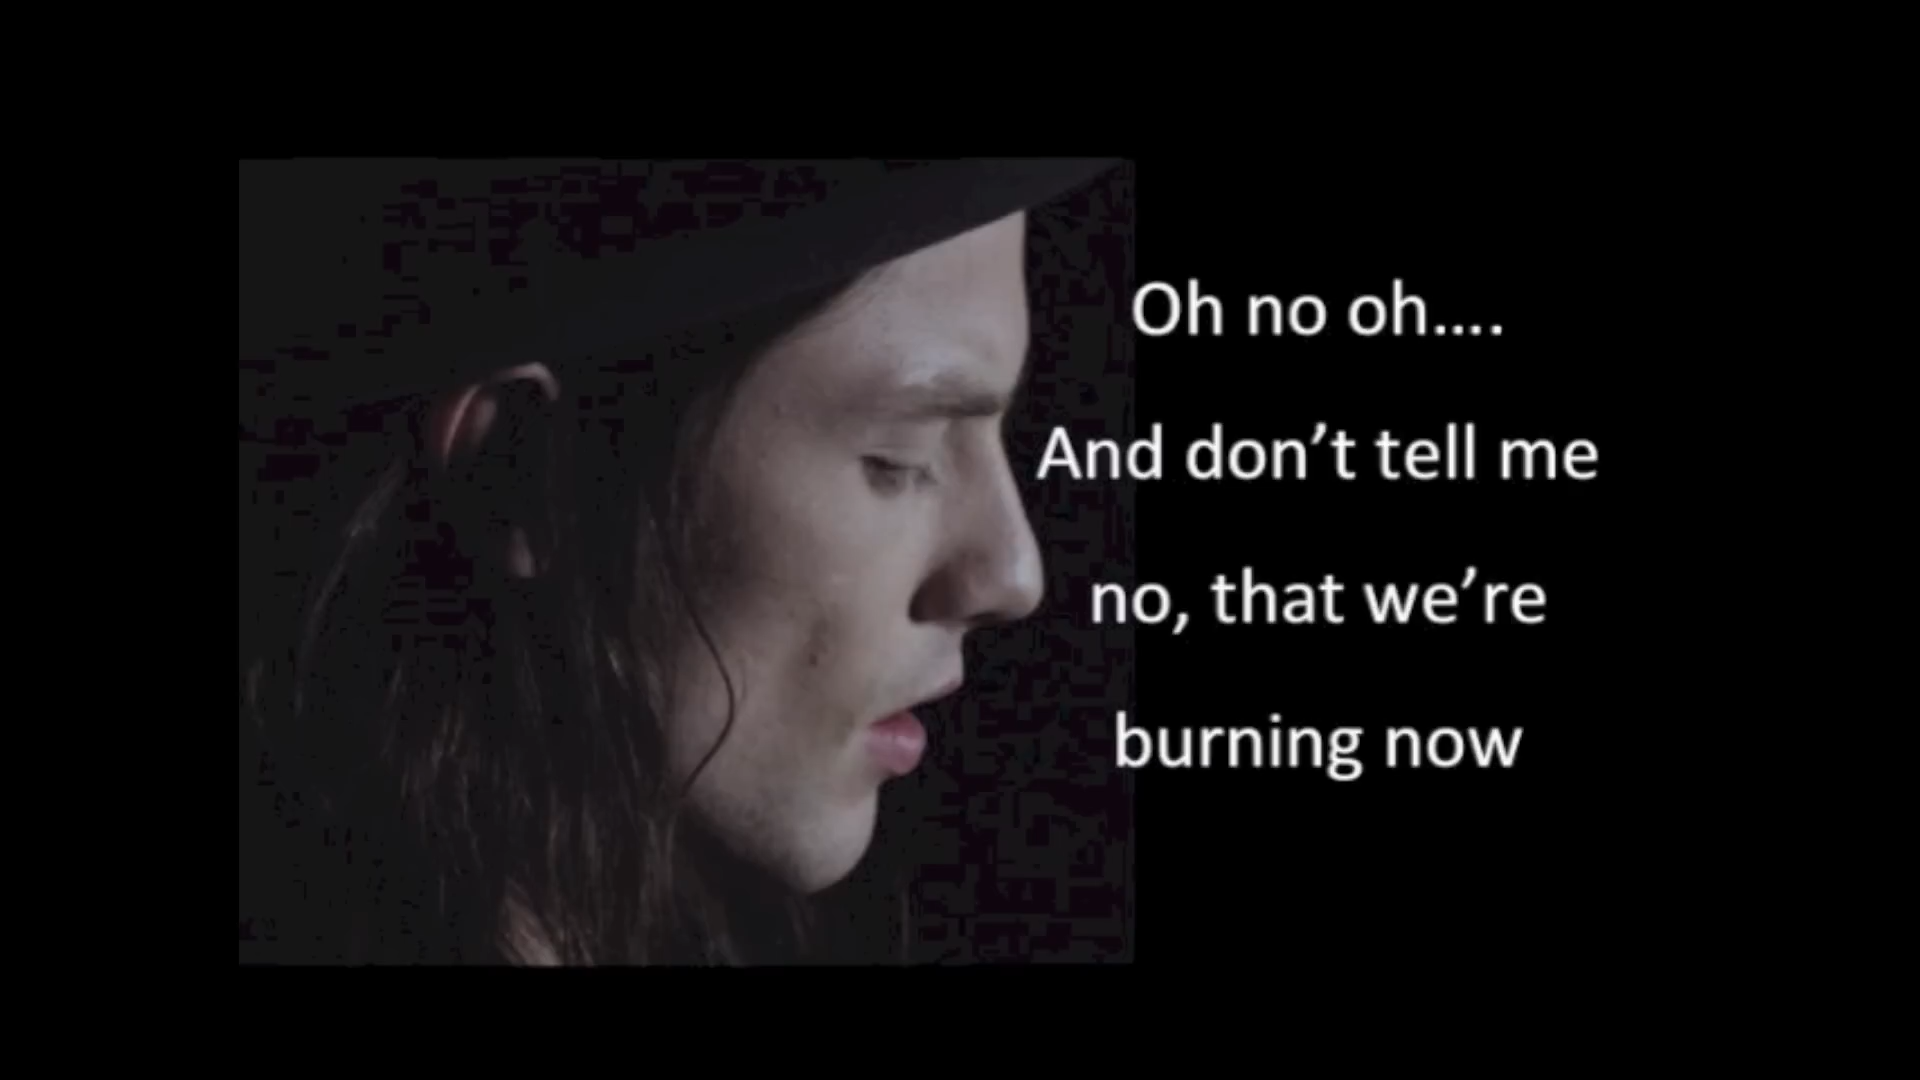 Oh no oh....
And don’t tell me
no, that we’re
burning now